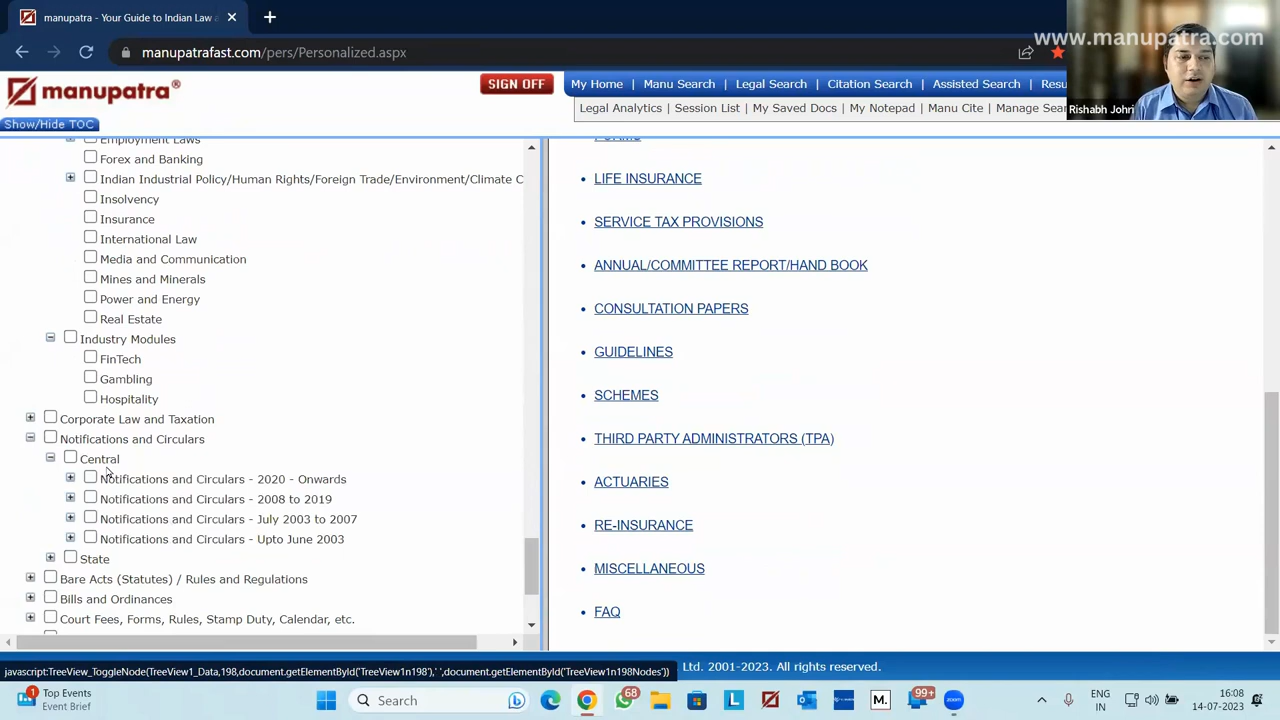 manupatra - Your Guide to Indian Law a
manupatrafast.com/pers/Personalized.aspx
www.manupatra.com
Rishabh Johri
manupatra®
SIGN OFF
My Home
Manu Search
Legal Search
Citation Search
Assisted Search
Legal Analytics
Session List
My Saved Docs
My Notepad
Manu Cite
Show/Hide TOC
Employment Laws
Forex and Banking
Indian Industrial Policy/Human Rights/Foreign Trade/Environment/Climate C
Insolvency
Insurance
International Law
Media and Communication
Mines and Minerals
Power and Energy
Real Estate
Industry Modules
FinTech
Gambling
Hospitality
Corporate Law and Taxation
Notifications and Circulars
Central
Notifications and Circulars - 2020 - Onwards
Notifications and Circulars - 2008 to 2019
Notifications and Circulars - July 2003 to 2007
Notifications and Circulars - Upto June 2003
State
Bare Acts (Statutes) / Rules and Regulations
Bills and Ordinances
Court Fees, Forms, Rules, Stamp Duty, Calendar, etc.
LIFE INSURANCE
SERVICE TAX PROVISIONS
ANNUAL/COMMITTEE REPORT/HAND BOOK
CONSULTATION PAPERS
GUIDELINES
SCHEMES
THIRD PARTY ADMINISTRATORS (TPA)
ACTUARIES
RE-INSURANCE
MISCELLANEOUS
FAQ
javascript:TreeView_ToggleNode(TreeView1_Data,198,document.getElementById('TreeView1n198'),' ',document.getElementById('TreeView1n198Nodes'))
Ltd. 2001-2023. All rights reserved.
1
Top Events
Event Brief
Search
L
68
M.
99+
zoom
ENG
IN
16:08
14-07-2023